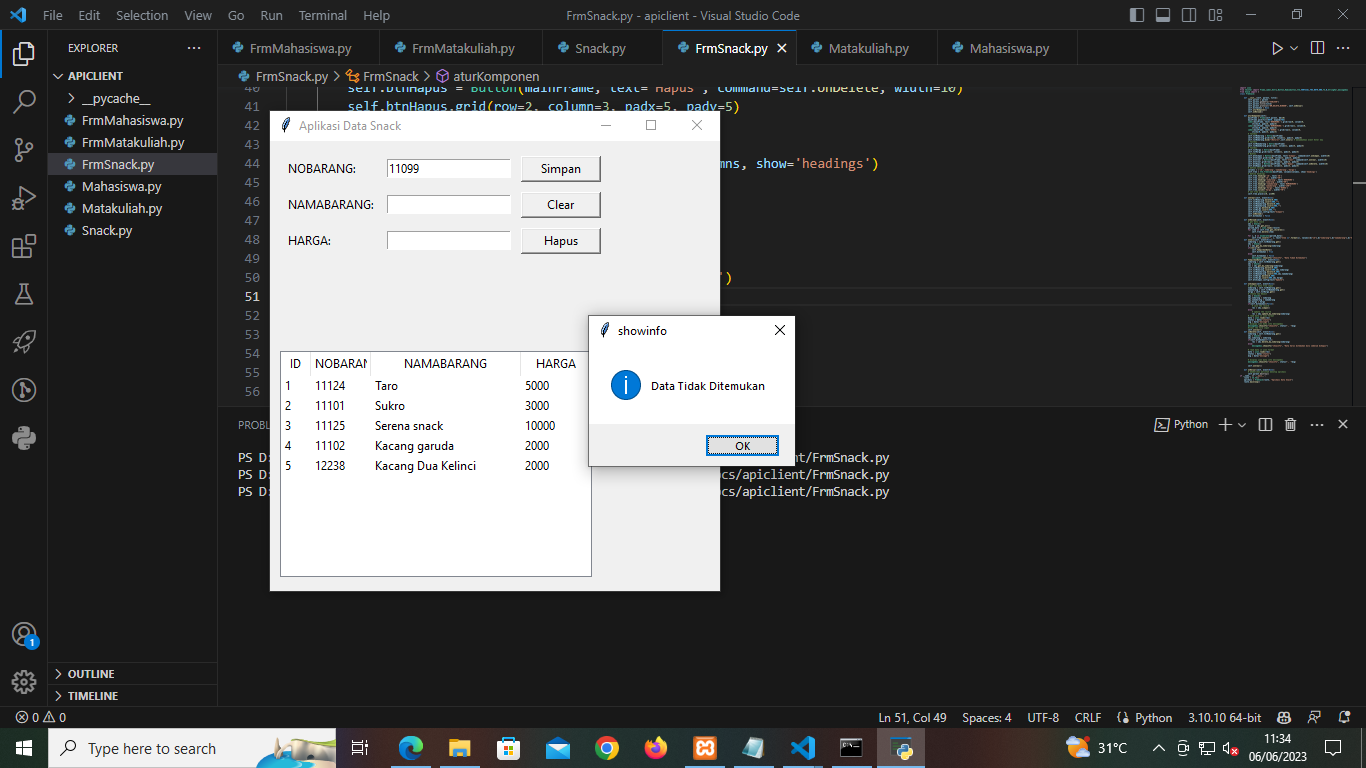 File Edit Selection View Go Run Terminal Help FrmSnack.py - apiclient - Visual Studio Code
EXPLORER
APICLIENT
__pycache__
FrmMahasiswa.py
FrmMatakuliah.py
FrmSnack.py
Mahasiswa.py
Matakuliah.py
Snack.py
OUTLINE
TIMELINE
FrmMahasiswa.py FrmMatakuliah.py Snack.py FrmSnack.py Matakuliah.py Mahasiswa.py
FrmSnack.py > FrmSnack > aturKomponen
40 self.btnHapus = Button(mainFrame, text='Hapus', command=self.onDelete, width=10)
41 self.btnHapus.grid(row=2, column=3, padx=5, pady=5)
42
43
44 ns, show='headings')
45
46
47
48
49
50 ')
51
52
53
54
55
56
Aplikasi Data Snack
NOBARANG: 11099 Simpan
NAMABARANG: Clear
HARGA: Hapus
ID NOBARAN NAMABARANG HARGA
1 11124 Taro 5000
2 11101 Sukro 3000
3 11125 Serena snack 10000
4 11102 Kacang garuda 2000
5 12238 Kacang Dua Kelinci 2000
showinfo
Data Tidak Ditemukan
OK
PROBL
Python
PS D: cs/apiclient/FrmSnack.py
PS D: cs/apiclient/FrmSnack.py
PS D: cs/apiclient/FrmSnack.py
1
0 0 Ln 51, Col 49 Spaces: 4 UTF-8 CRLF Python 3.10.10 64-bit
Type here to search
31°C
11:34
06/06/2023